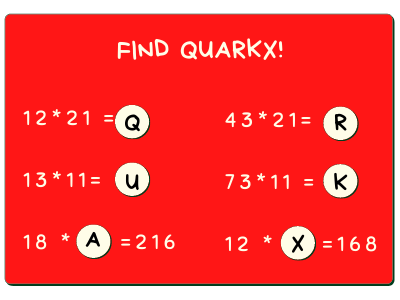 FIND QUARKX!
12*21 =Q
43*21= R
13*11= U
73*11 = K
18 * A =216
12 * X =168